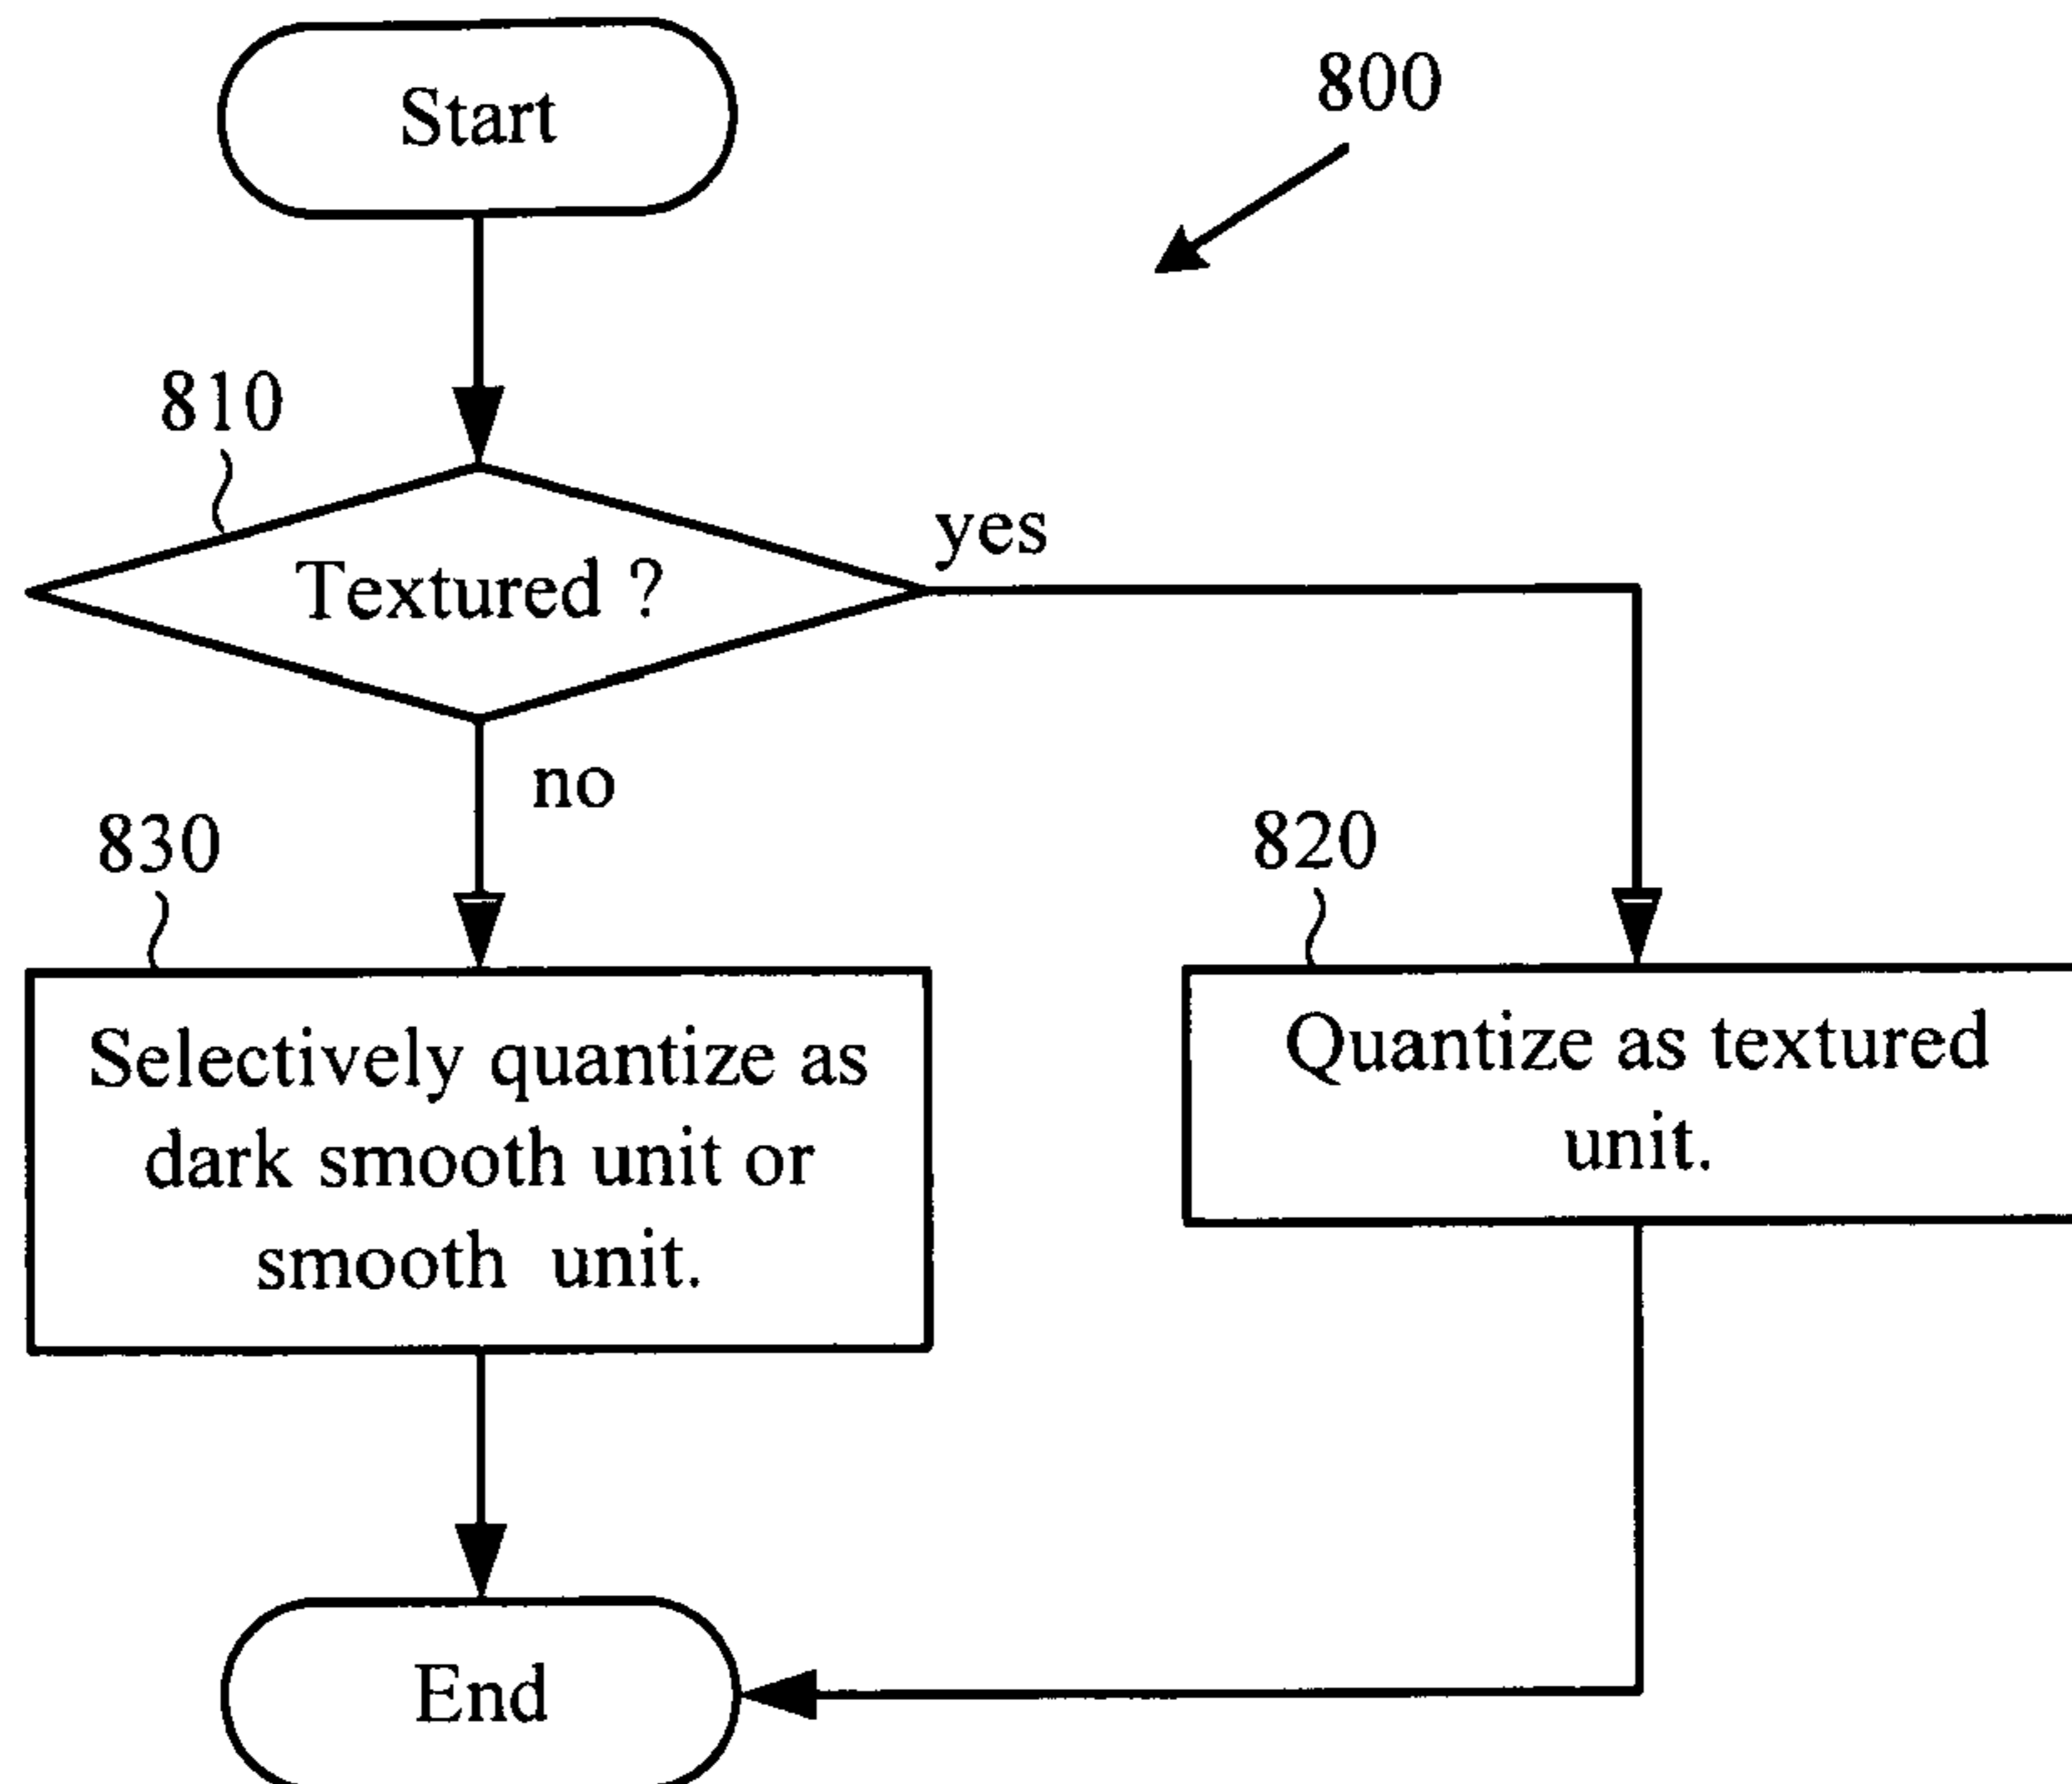 Start
800
810
Textured ?
yes
no
830
820
Selectively quantize as
dark smooth unit or
smooth unit.
Quantize as textured
unit.
End